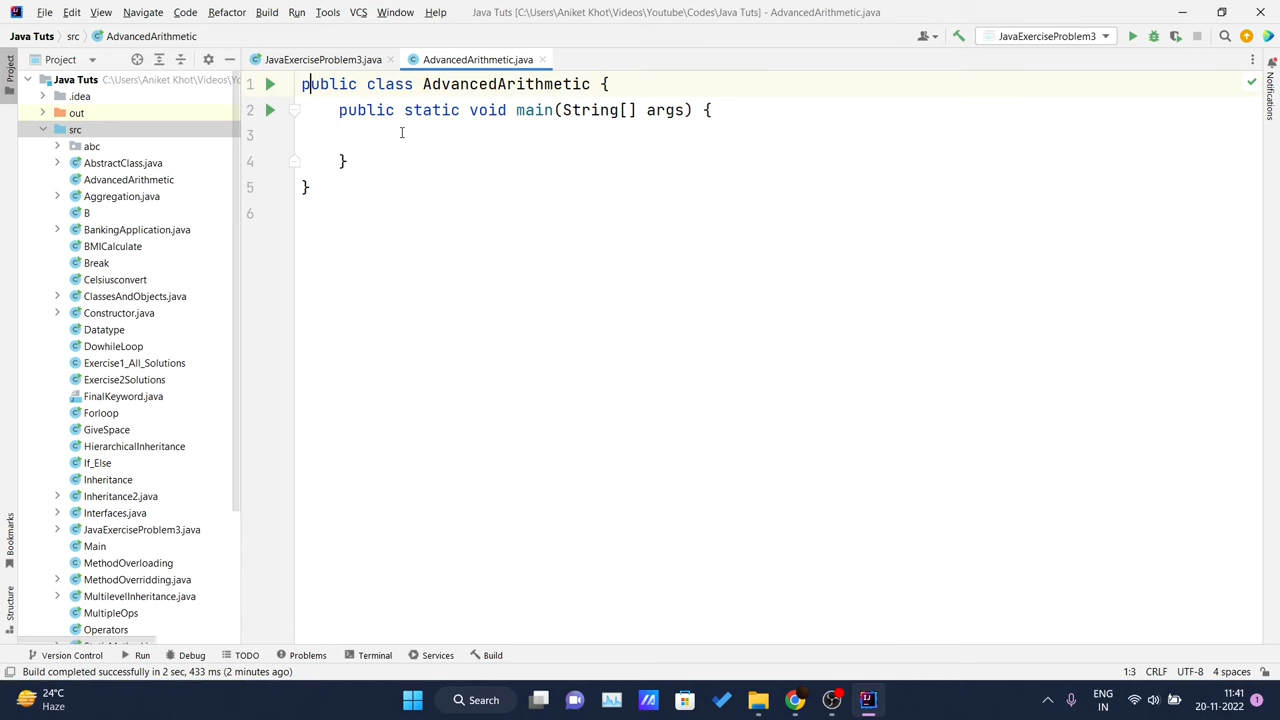 File Edit View Navigate Code Refactor Build Run Tools VCS Window Help Java Tuts [C:\Users\Aniket Khot\Videos\Youtube\Codes\Java Tuts] - AdvancedArithmetic.java
Java Tuts src AdvancedArithmetic JavaExerciseProblem3
Project JavaExerciseProblem3.java AdvancedArithmetic.java
Project
Notifications
Bookmarks
Structure
Java Tuts C:\Users\Aniket Khot\Videos\Yo
.idea
out
src
abc
AbstractClass.java
AdvancedArithmetic
Aggregation.java
B
BankingApplication.java
BMICalculate
Break
Celsiusconvert
ClassesAndObjects.java
Constructor.java
Datatype
DowhileLoop
Exercise1_All_Solutions
Exercise2Solutions
FinalKeyword.java
Forloop
GiveSpace
HierarchicalInheritance
If_Else
Inheritance
Inheritance2.java
Interfaces.java
JavaExerciseProblem3.java
Main
MethodOverloading
MethodOverridding.java
MultilevelInheritance.java
MultipleOps
Operators
1 public class AdvancedArithmetic {
2 public static void main(String[] args) {
3
4 }
5 }
6
Version Control Run Debug TODO Problems Terminal Services Build
Build completed successfully in 2 sec, 433 ms (2 minutes ago) 1:3 CRLF UTF-8 4 spaces
24°C
Haze
Search
ENG
IN
11:41
20-11-2022
1